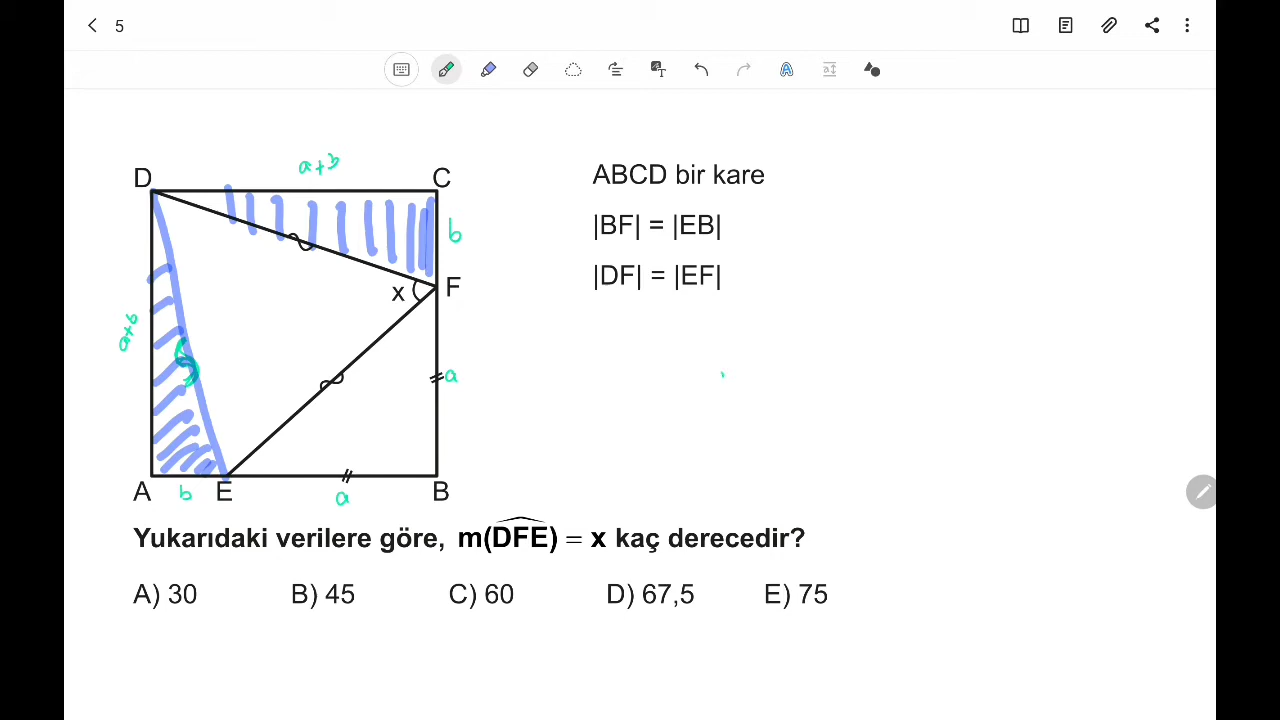 5
a+b
D
C
b
ABCD bir kare
|BF| = |EB|
|DF| = |EF|
x
F
a+b
a
A
b
E
a
B
Yukarıdaki verilere göre, m(DFE) = x kaç derecedir?
A) 30 B) 45 C) 60 D) 67,5 E) 75